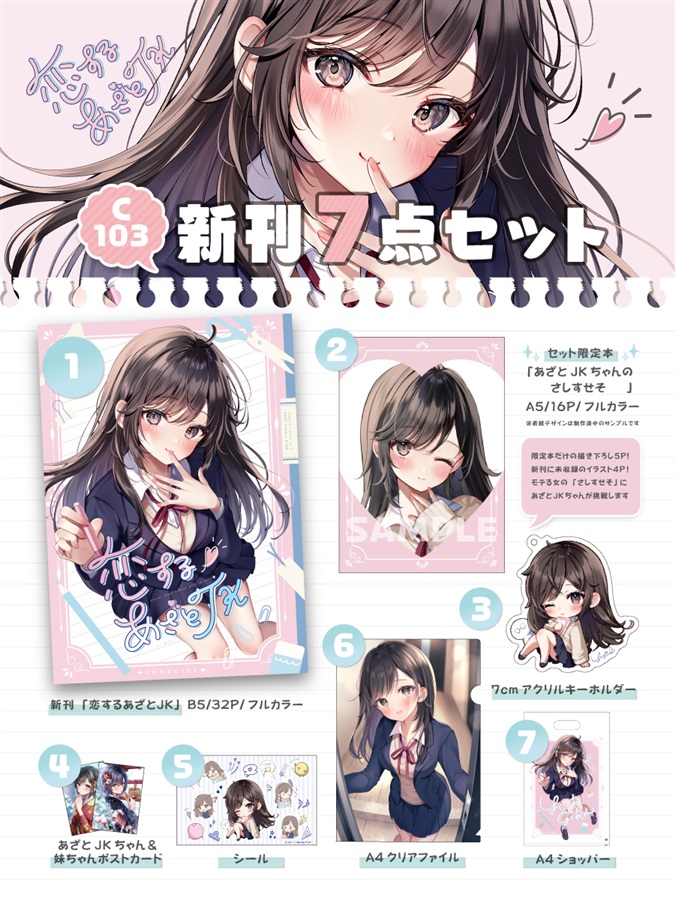 恋する
あざとJK
C
103
新刊7点セット
1
恋する
あざとJK
2
SAMPLE
セット限定本
「あざとJKちゃんの
さしすせそ 」
A5/16P/フルカラー
※表紙デザインは制作途中のサンプルです
限定本だけの描き下ろし5P!
新刊に未収録のイラスト4P!
モテる女の「さしすせそ」に
あざとJKちゃんが挑戦します
3
7cmアクリルキーホルダー
新刊「恋するあざとJK」B5/32P/フルカラー
4
あざとJKちゃん&
妹ちゃんポストカード
5
シール
6
A4クリアファイル
7
A4ショッパー